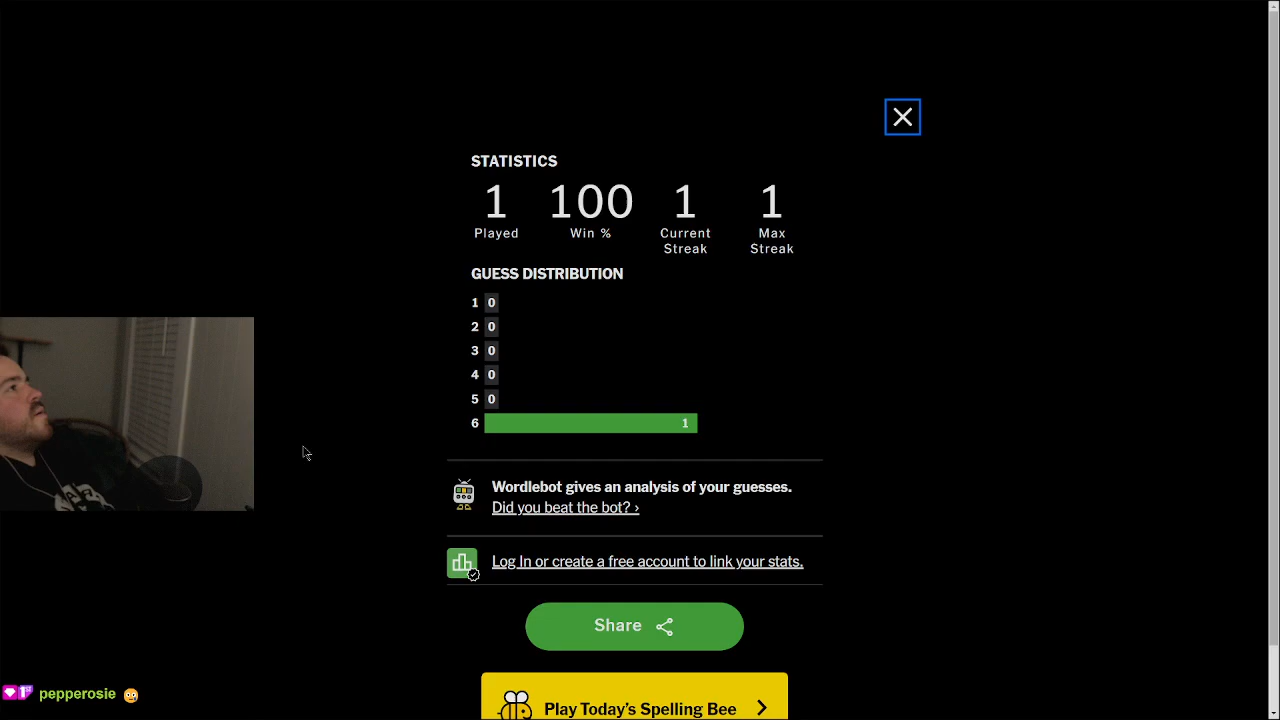 STATISTICS
1 100 1 1
Played Win % Current Streak Max Streak
GUESS DISTRIBUTION
1 0
2 0
3 0
4 0
5 0
6 1
Wordlebot gives an analysis of your guesses.
Did you beat the bot? ›
Log In or create a free account to link your stats.
Share
Play Today's Spelling Bee
pepperosie